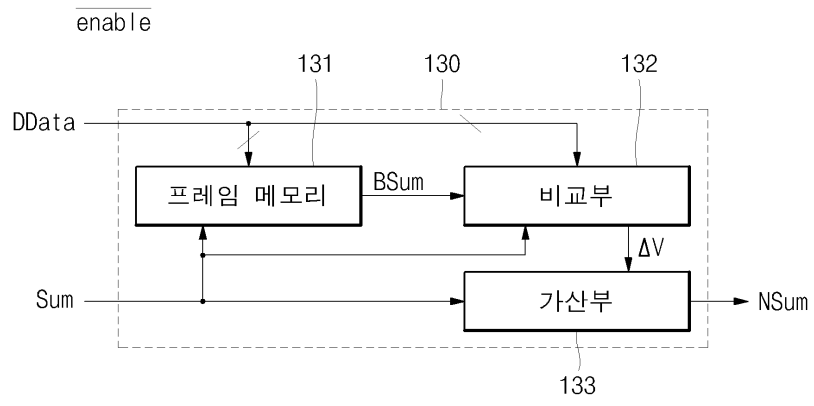 enable
131
130
132
DData
프레임 메모리
BSum
비교부
ΔV
Sum
가산부
NSum
133